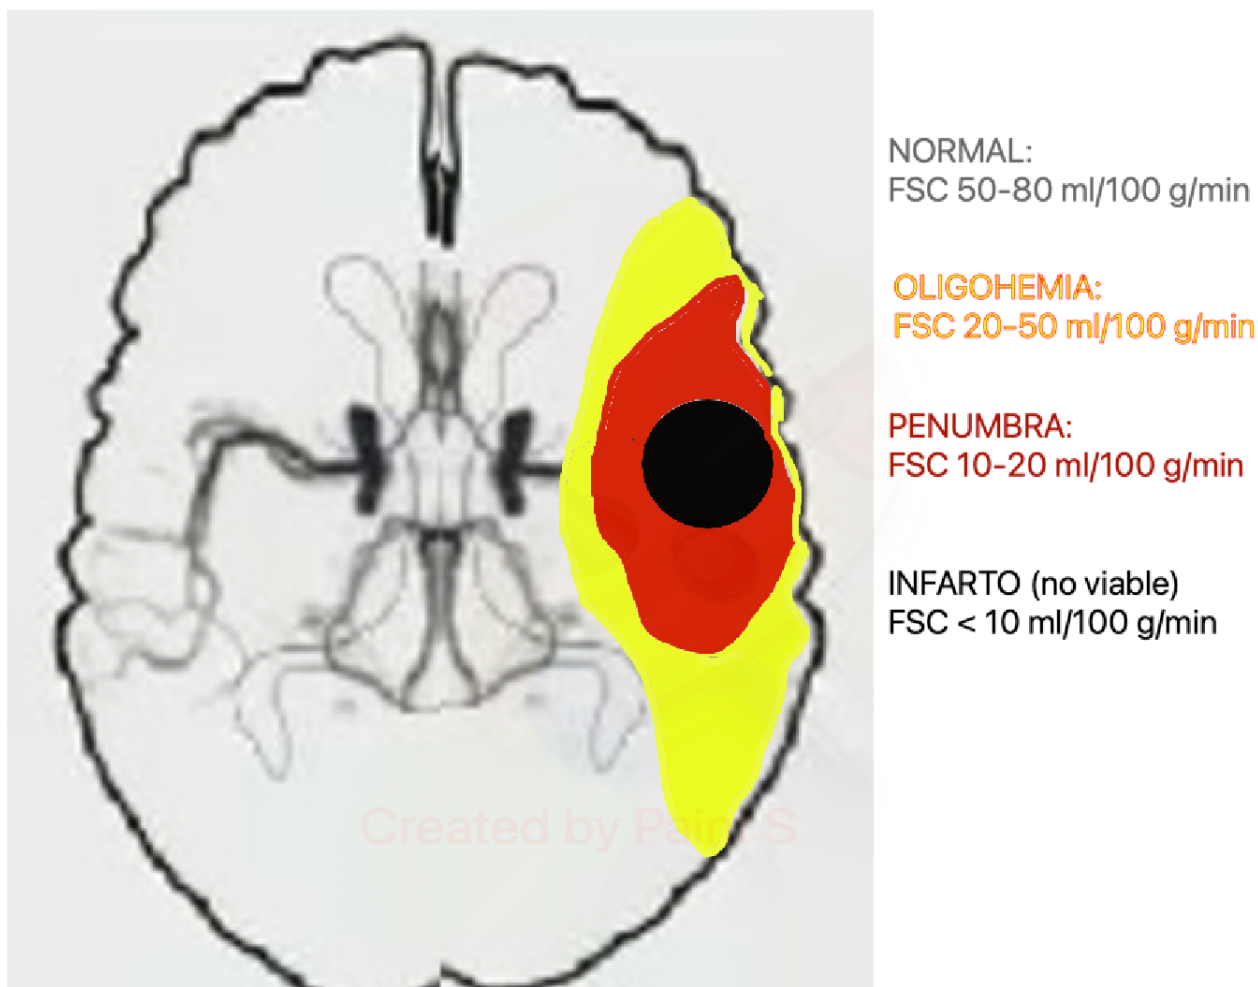 NORMAL:
FSC 50-80 ml/100 g/min
OLIGOHEMIA:
FSC 20-50 ml/100 g/min
PENUMBRA:
FSC 10-20 ml/100 g/min
INFARTO (no viable)
FSC < 10 ml/100 g/min
Created by Paint S